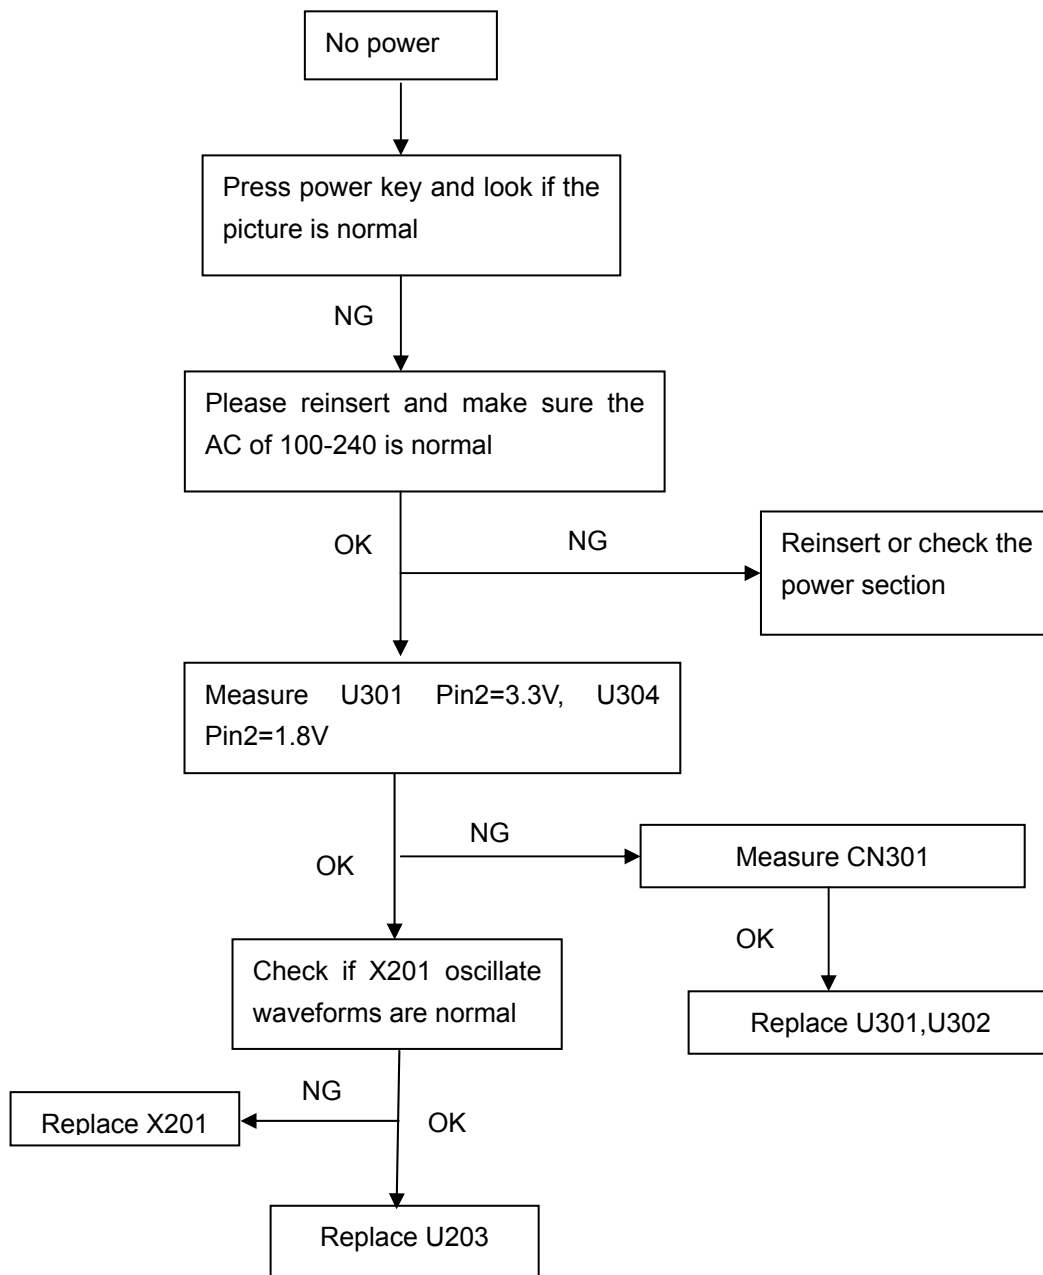 No power
Press power key and look if the
picture is normal
NG
Please reinsert and make sure the
AC of 100-240 is normal
OK
NG
Reinsert or check the
power section
Measure U301 Pin2=3.3V, U304
Pin2=1.8V
NG
OK
Measure CN301
OK
Check if X201 oscillate
waveforms are normal
Replace U301,U302
NG
OK
Replace X201
Replace U203